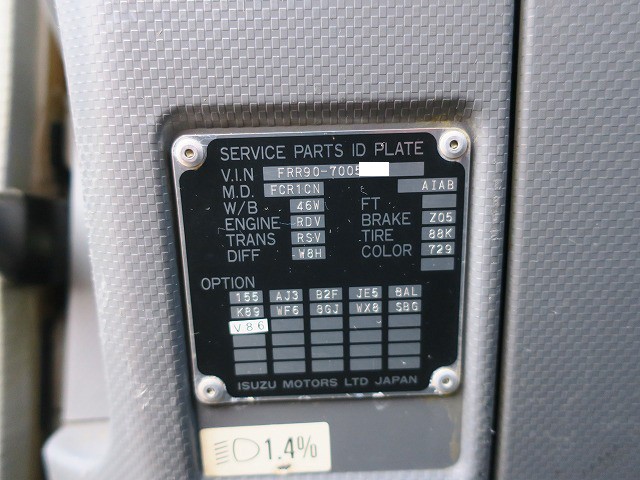 SERVICE PARTS ID PLATE
V.I.N FRR90-7005
M.D. FCR1CN AIAB
W/B 46W FT
ENGINE RDV BRAKE Z05
TRANS RSV TIRE 88K
DIFF W8H COLOR 729
OPTION
155 AJ3 B2F JE5 8AL
K89 WF6 8GJ WX8 SBG
V86
ISUZU MOTORS LTD JAPAN
1.4%